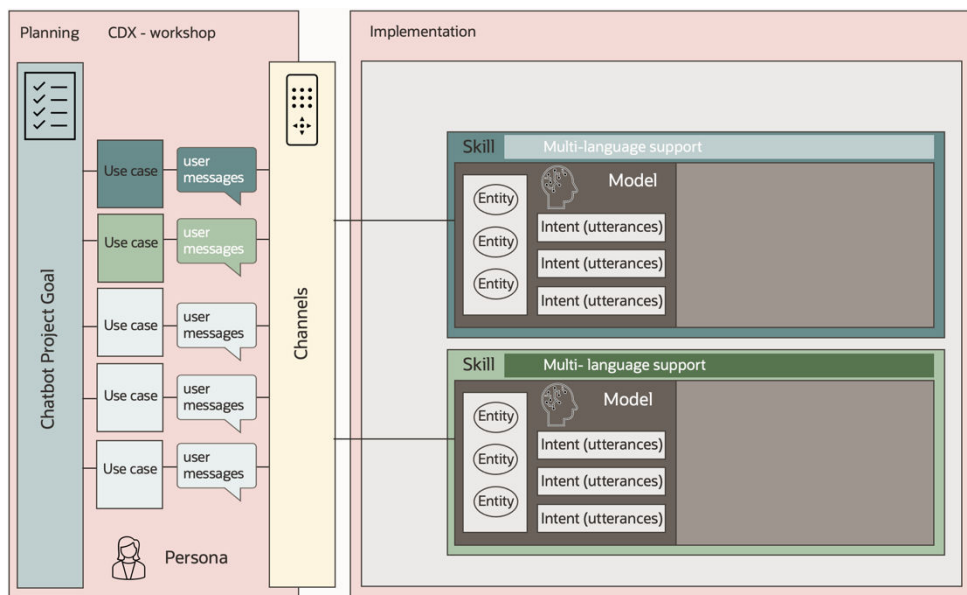 Planning
CDX - workshop
Implementation
Chatbot Project Goal
Use case
user
messages
Use case
user
messages
Use case
user
messages
Use case
user
messages
Use case
user
messages
Persona
Channels
Skill
Multi-language support
Entity
Entity
Entity
Model
Intent (utterances)
Intent (utterances)
Intent (utterances)
Skill
Multi- language support
Entity
Entity
Entity
Model
Intent (utterances)
Intent (utterances)
Intent (utterances)